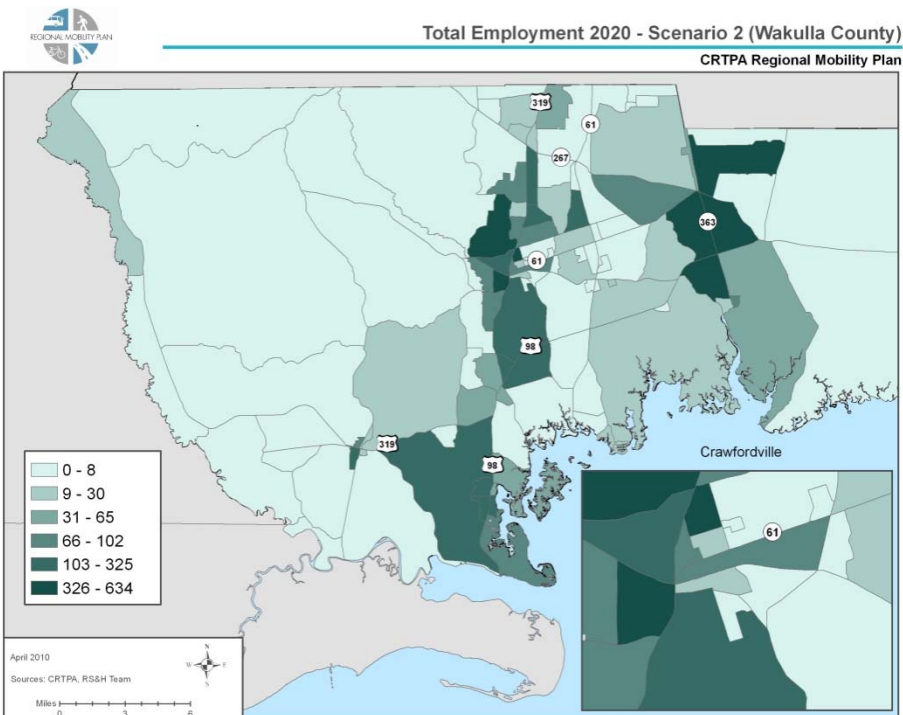 REGIONAL MOBILITY PLAN
Total Employment 2020 - Scenario 2 (Wakulla County)
CRTPA Regional Mobility Plan
319
61
267
363
61
98
319
98
Crawfordville
61
0 - 8
9 - 30
31 - 65
66 - 102
103 - 325
326 - 634
April 2010
Sources: CRTPA, RS&H Team
N
W
E
S
Miles
0 3 6